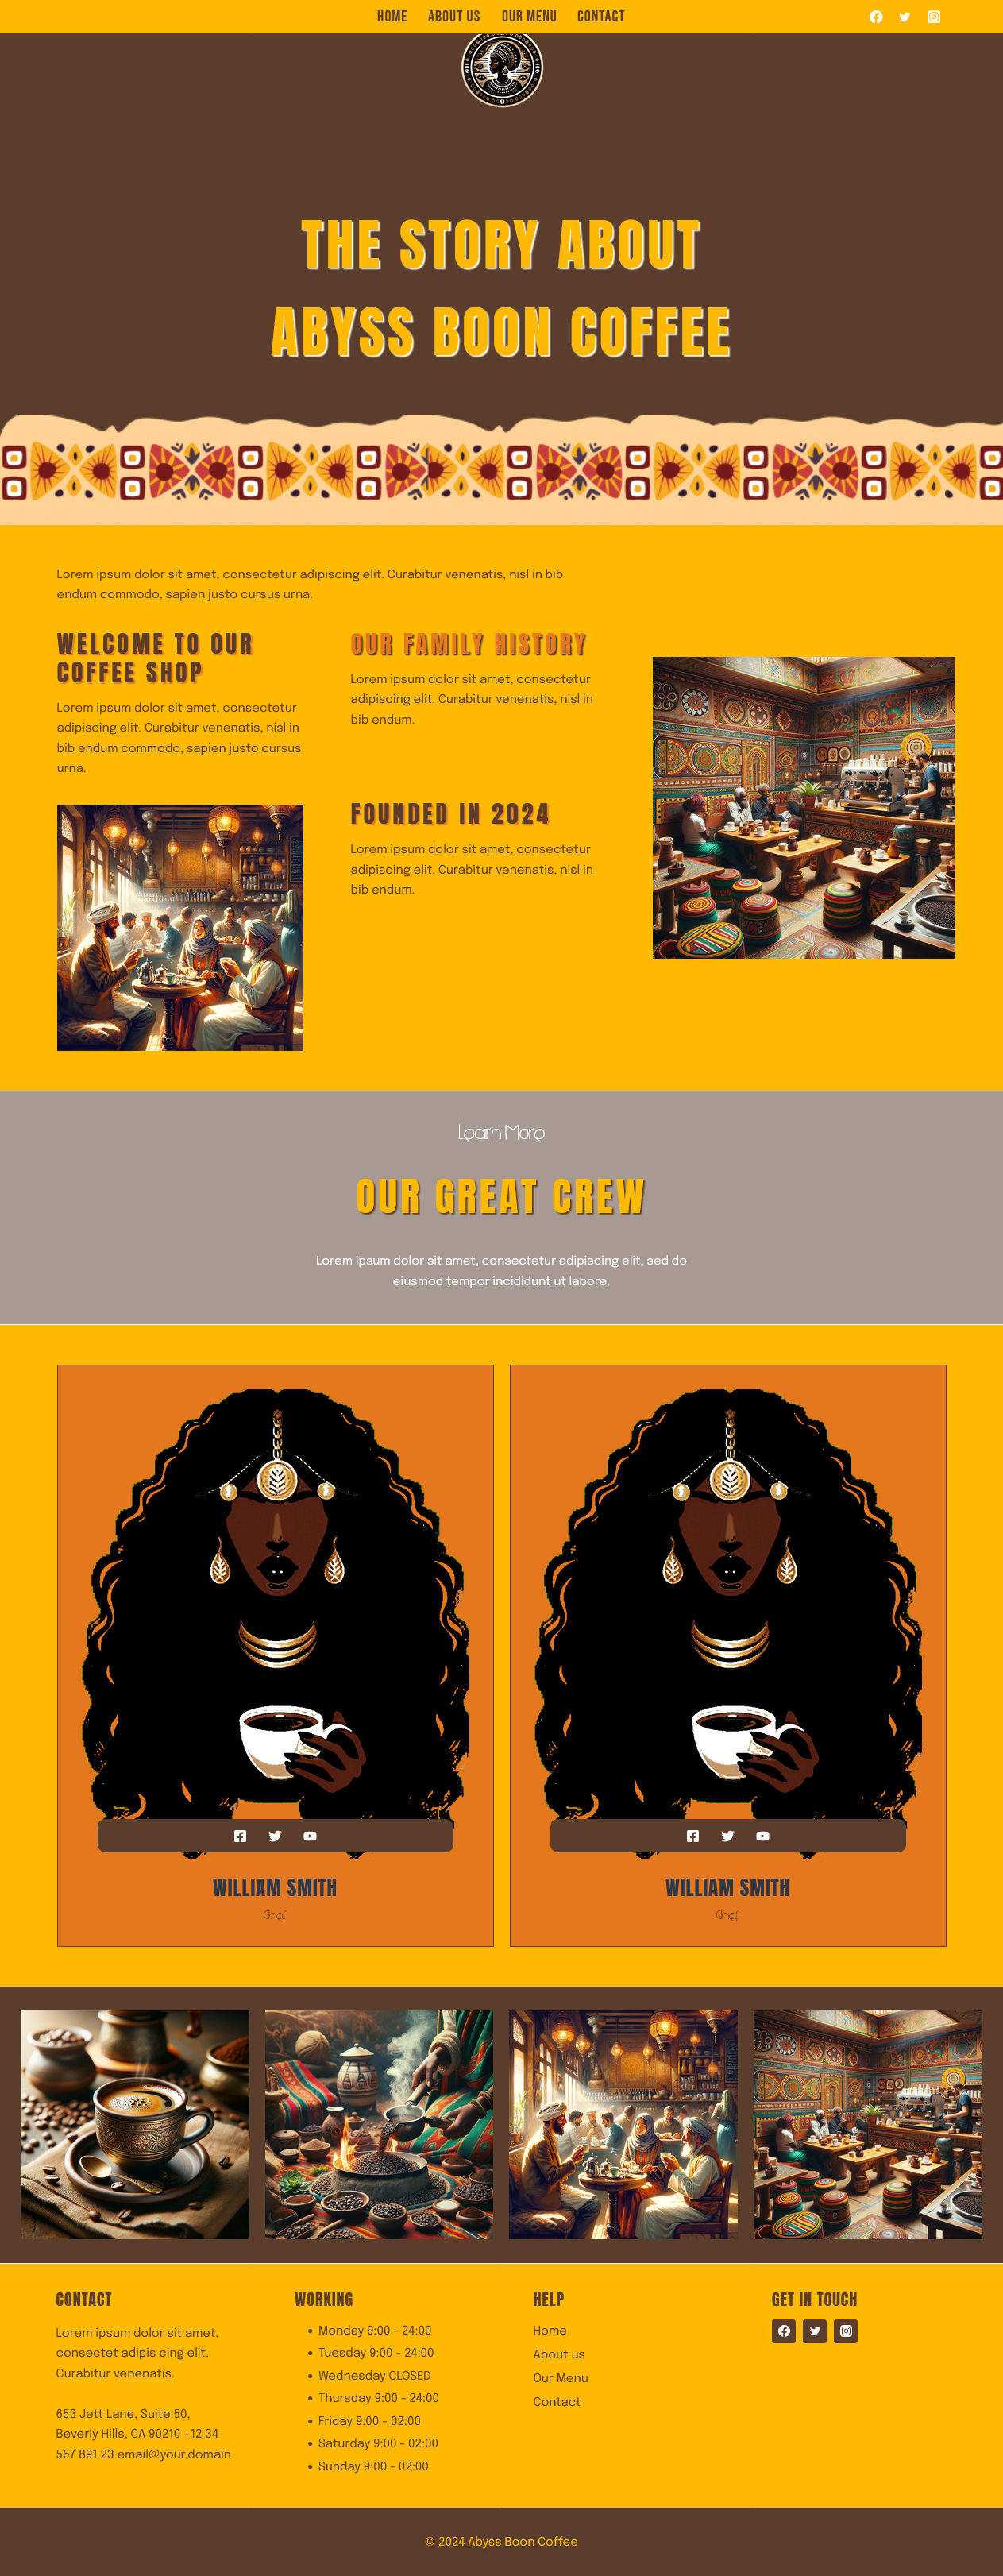 HOME ABOUT US OUR MENU CONTACT
THE STORY ABOUT
ABYSS BOON COFFEE
Lorem ipsum dolor sit amet, consectetur adipiscing elit. Curabitur venenatis, nisl in bib
endum commodo, sapien justo cursus urna.
WELCOME TO OUR
COFFEE SHOP
Lorem ipsum dolor sit amet, consectetur
adipiscing elit. Curabitur venenatis, nisl in
bib endum commodo, sapien justo cursus
urna.
OUR FAMILY HISTORY
Lorem ipsum dolor sit amet, consectetur
adipiscing elit. Curabitur venenatis, nisl in
bib endum.
FOUNDED IN 2024
Lorem ipsum dolor sit amet, consectetur
adipiscing elit. Curabitur venenatis, nisl in
bib endum.
Learn More
OUR GREAT CREW
Lorem ipsum dolor sit amet, consectetur adipiscing elit, sed do
eiusmod tempor incididunt ut labore.
WILLIAM SMITH
Chef
WILLIAM SMITH
Chef
CONTACT
Lorem ipsum dolor sit amet,
consectet adipis cing elit.
Curabitur venenatis.
653 Jett Lane, Suite 50,
Beverly Hills, CA 90210 +12 34
567 891 23 email@your.domain
WORKING
• Monday 9:00 - 24:00
• Tuesday 9:00 - 24:00
• Wednesday CLOSED
• Thursday 9:00 - 24:00
• Friday 9:00 - 02:00
• Saturday 9:00 - 02:00
• Sunday 9:00 - 02:00
HELP
Home
About us
Our Menu
Contact
GET IN TOUCH
© 2024 Abyss Boon Coffee